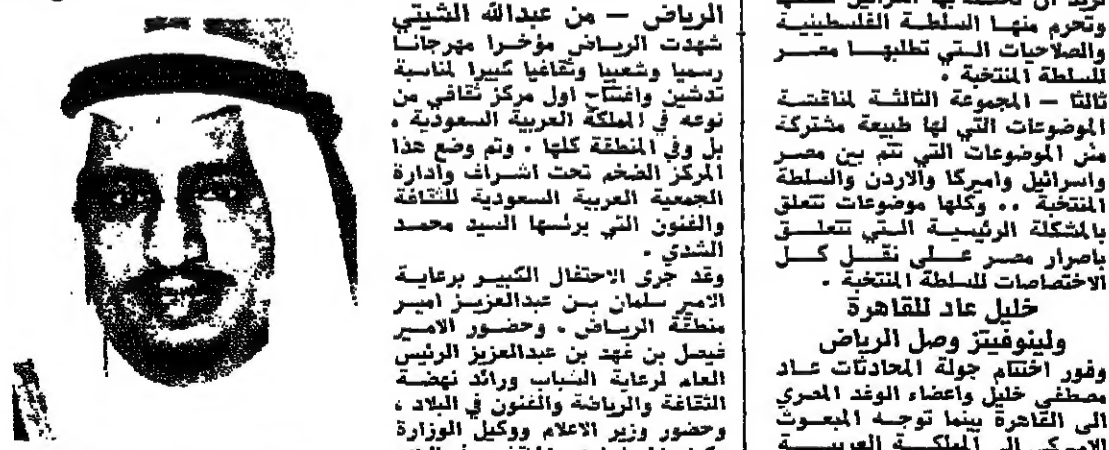 الرياض — من عبدالله الشيتي
شهدت الرياض مؤخرا مهرجانا
رسميا وشعبيا وثقافيا كبيرا لمناسبة
تدشين وافتتاح اول مركز ثقافي من
نوعه في المملكة العربية السعودية ،
بل وفي المنطقة كلها . وتم وضع هذا
المركز الضخم تحت اشراف وادارة
الجمعية العربية السعودية للثقافة
والفنون التي يرئسها السيد محمد
الشدي .
وقد جرى الاحتفال الكبير برعاية
الامير سلمان بن عبدالعزيز امير
منطقة الرياض ، وحضور الامير
فيصل بن فهد بن عبدالعزيز الرئيس
العام لرعاية الشباب ورائد نهضة
الثقافة والرياضة والفنون في البلاد ،
وحضور وزير الاعلام ووكيل الوزارة
وتحرم منها السلطة الفلسطينية
والصلاحيات التي تطلبها مصر
للسلطة المنتخبة .
ثالثا — المجموعة الثالثة لمناقشة
الموضوعات التي لها طبيعة مشتركة
من الموضوعات التي تتم بين مصر
واسرائيل واميركا والاردن والسلطة
المنتخبة .. وكلها موضوعات تتعلق
بالمشكلة الرئيسية التي تتعلق
باصرار مصر على نقل كل
الاختصاصات للسلطة المنتخبة .
خليل عاد للقاهرة
ولينوفيتز وصل الرياض
وفور اختتام جولة المحادثات عاد
مصطفى خليل واعضاء الوفد المصري
الى القاهرة بينما توجه المبعوث
الاميركي الى المملكة العربية